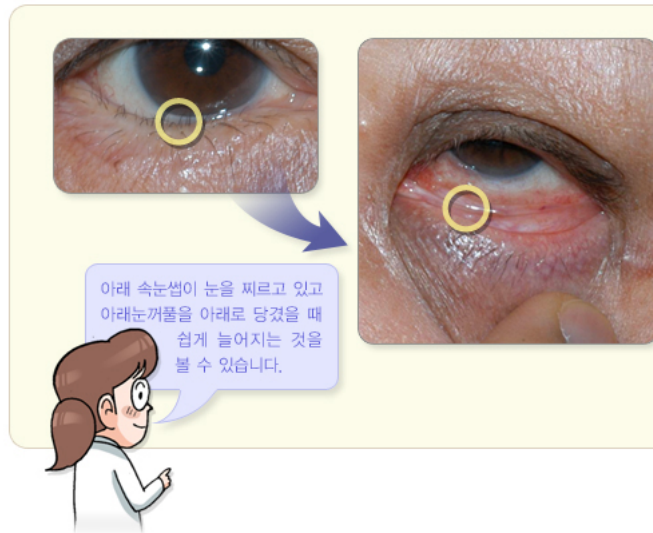 아래 속눈썹이 눈을 찌르고 있고
아래눈꺼풀을 아래로 당겼을 때
쉽게 늘어지는 것을
볼 수 있습니다.